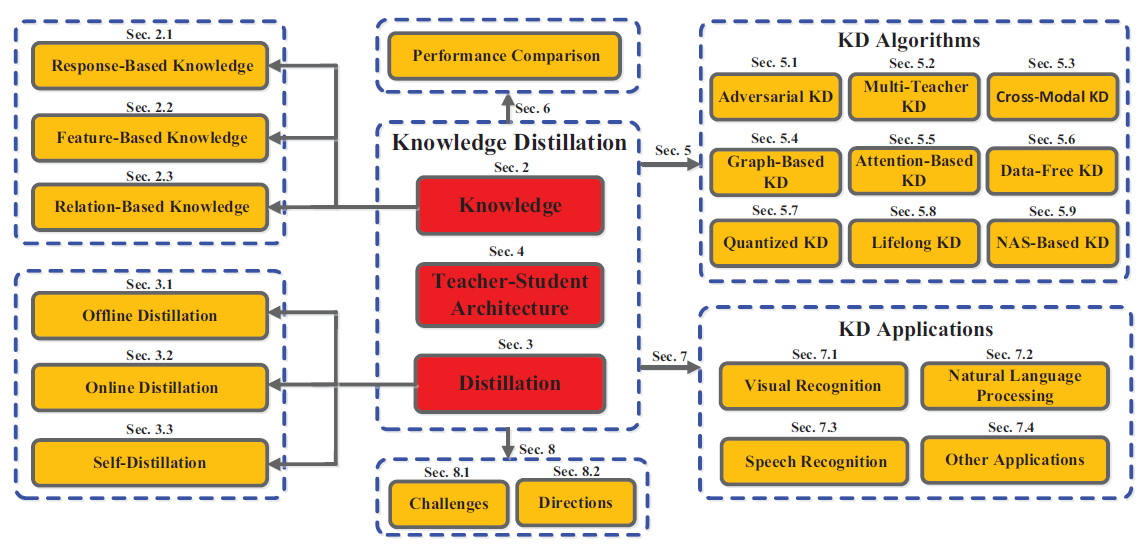 Sec. 2.1
Response-Based Knowledge
Sec. 2.2
Feature-Based Knowledge
Sec. 2.3
Relation-Based Knowledge
Sec. 3.1
Offline Distillation
Sec. 3.2
Online Distillation
Sec. 3.3
Self-Distillation
Performance Comparison
Sec. 6
Knowledge Distillation
Sec. 2
Knowledge
Sec. 4
Teacher-Student
Architecture
Sec. 3
Distillation
Sec. 8
Sec. 8.1
Challenges
Sec. 8.2
Directions
Sec. 5
KD Algorithms
Sec. 5.1
Adversarial KD
Sec. 5.2
Multi-Teacher
KD
Sec. 5.3
Cross-Modal KD
Sec. 5.4
Graph-Based
KD
Sec. 5.5
Attention-Based
KD
Sec. 5.6
Data-Free KD
Sec. 5.7
Quantized KD
Sec. 5.8
Lifelong KD
Sec. 5.9
NAS-Based KD
Sec. 7
KD Applications
Sec. 7.1
Visual Recognition
Sec. 7.2
Natural Language
Processing
Sec. 7.3
Speech Recognition
Sec. 7.4
Other Applications